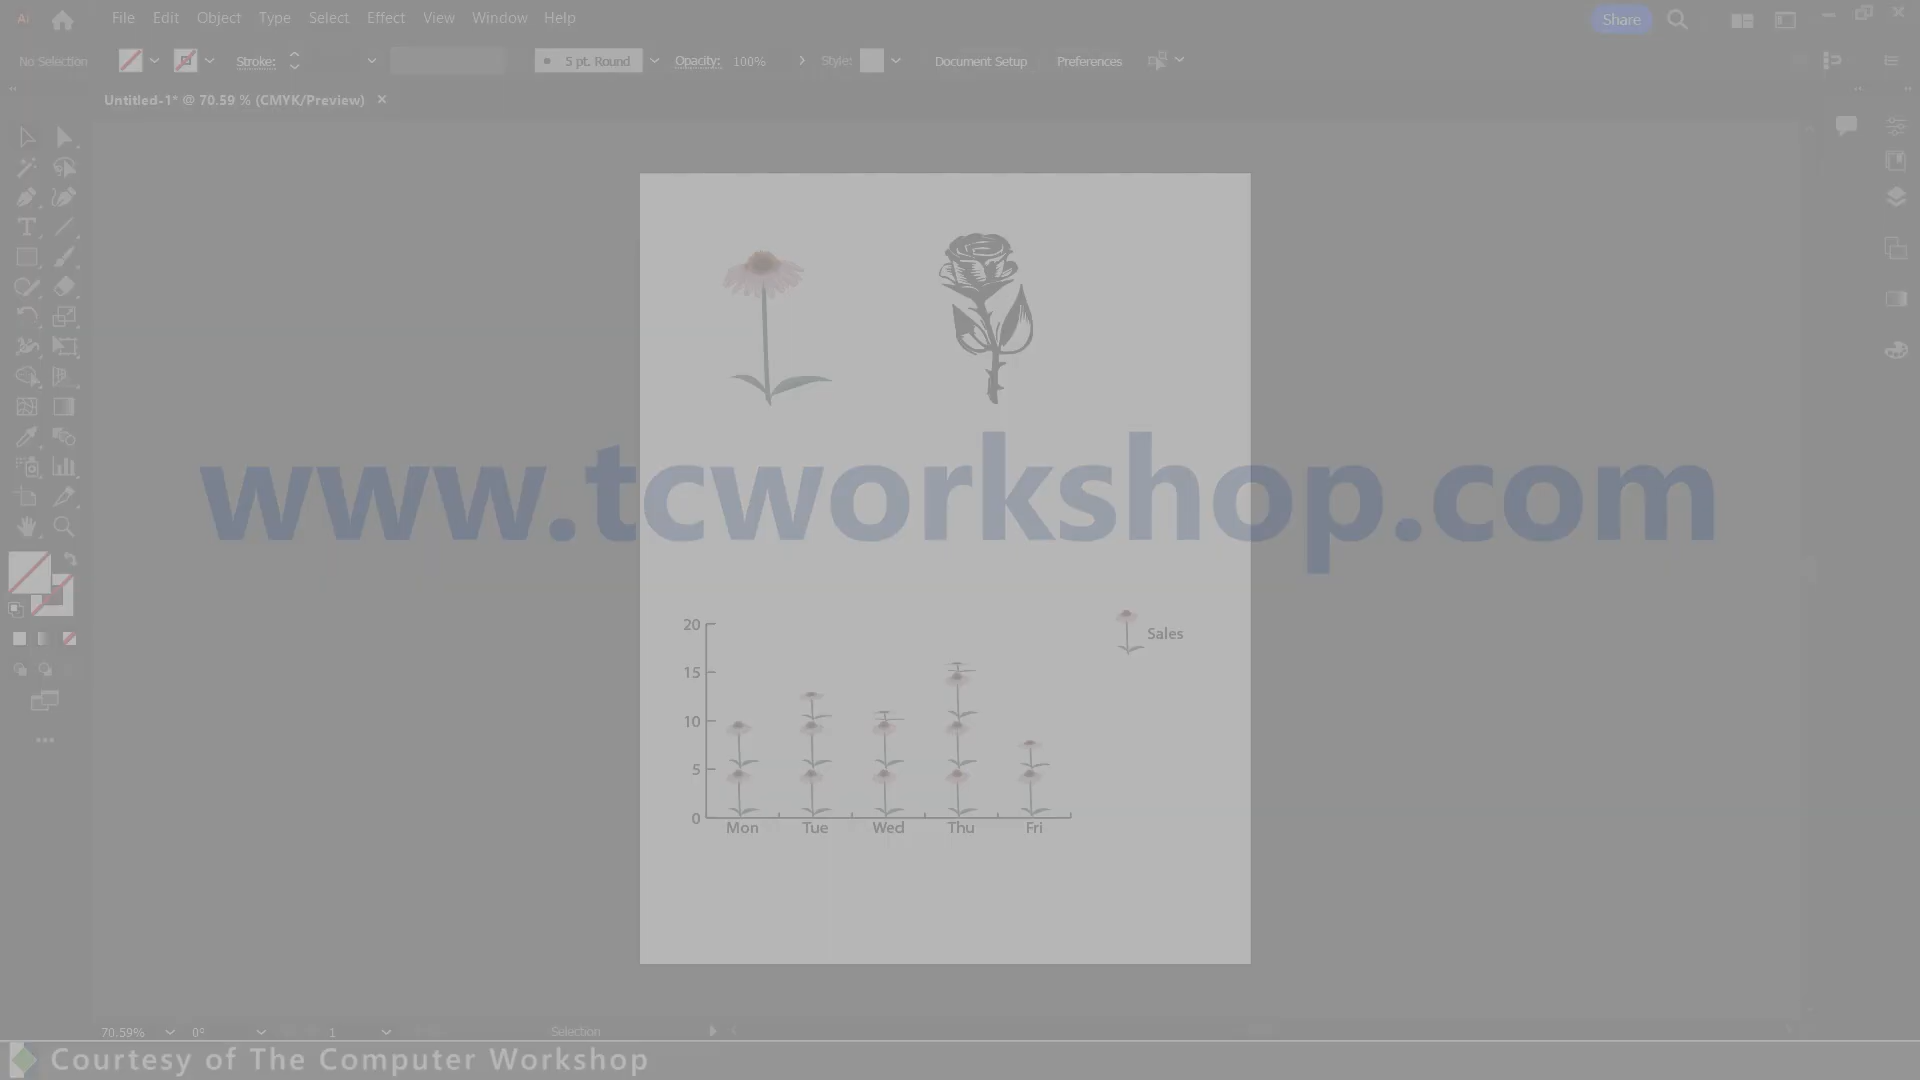 Ai File Edit Object Type Select Effect View Window Help Share
No Selection Stroke: 5 pt. Round Opacity: 100% Style: Document Setup Preferences
Untitled-1* @ 70.59 % (CMYK/Preview) ×
www.tcworkshop.com
Sales
20
15
10
5
0
Mon Tue Wed Thu Fri
70.59% 0° 1 Selection
Courtesy of The Computer Workshop